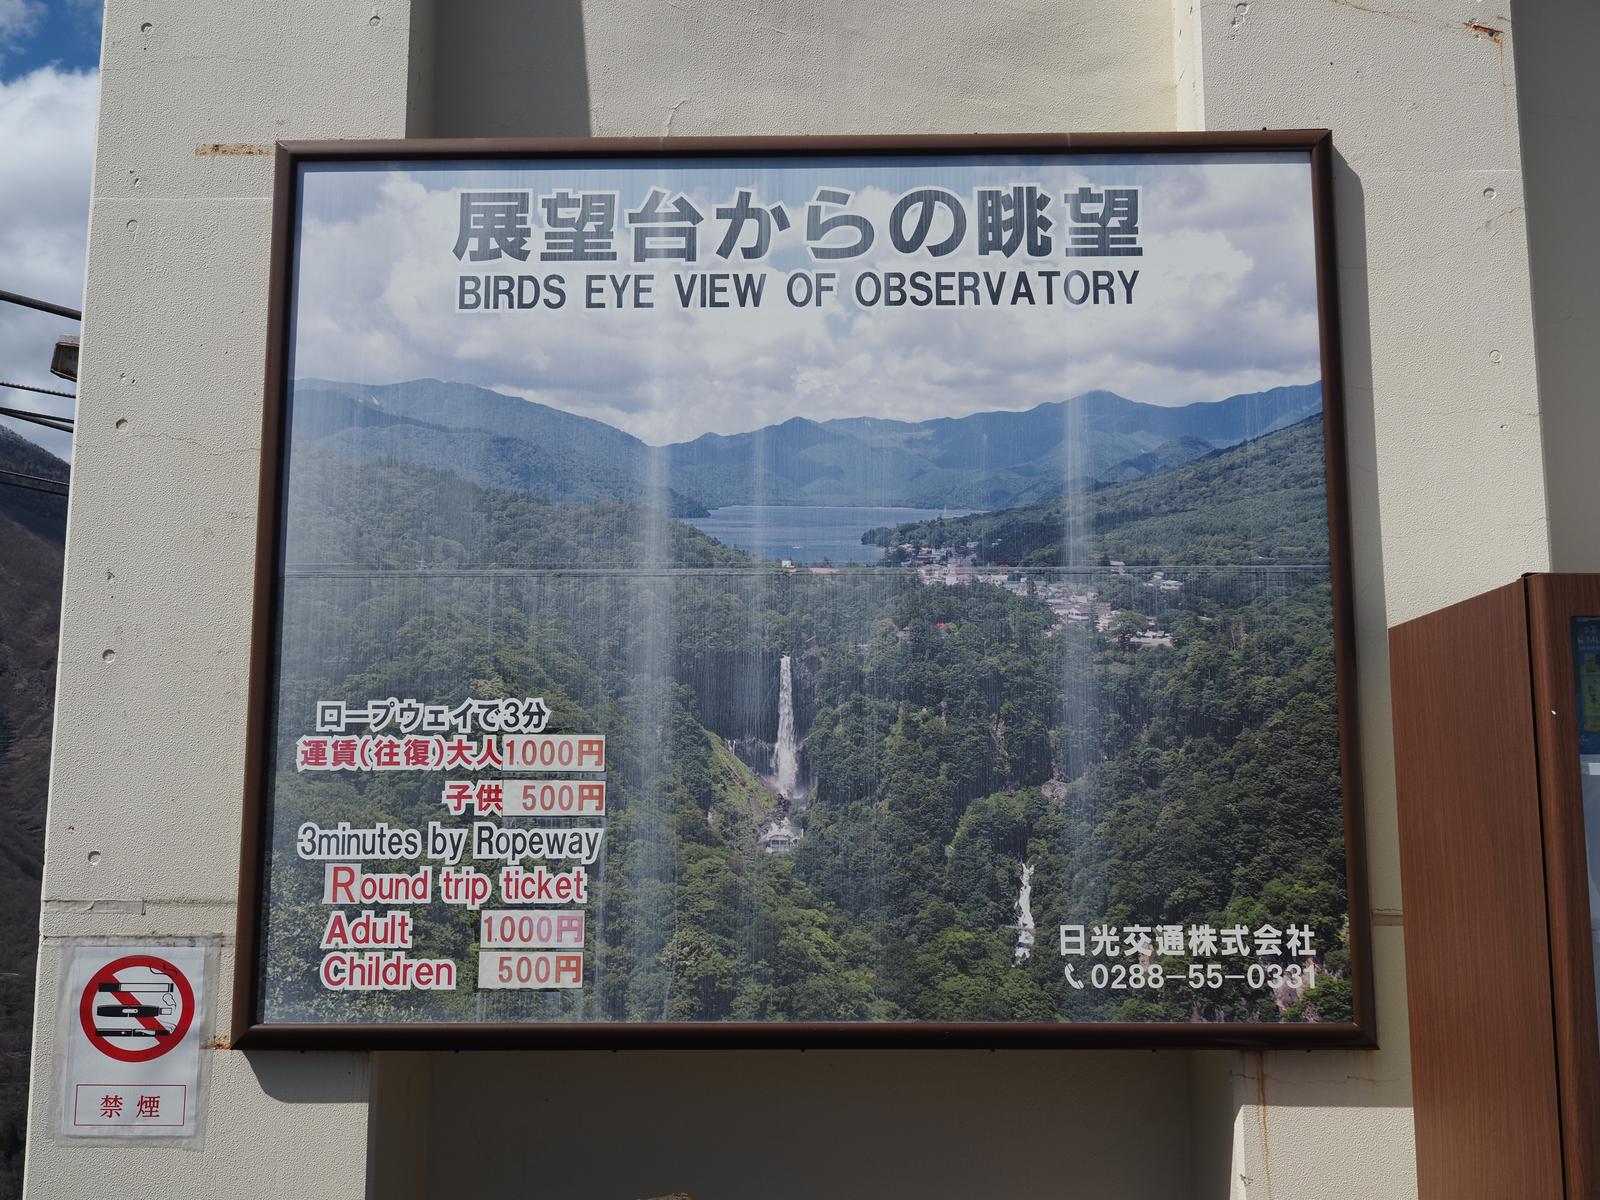 展望台からの眺望
BIRDS EYE VIEW OF OBSERVATORY
ロープウェイで3分
運賃(往復)大人1.000円
子供 500円
3minutes by Ropeway
Round trip ticket
Adult 1.000円
Children 500円
日光交通株式会社
0288-55-0331
禁煙